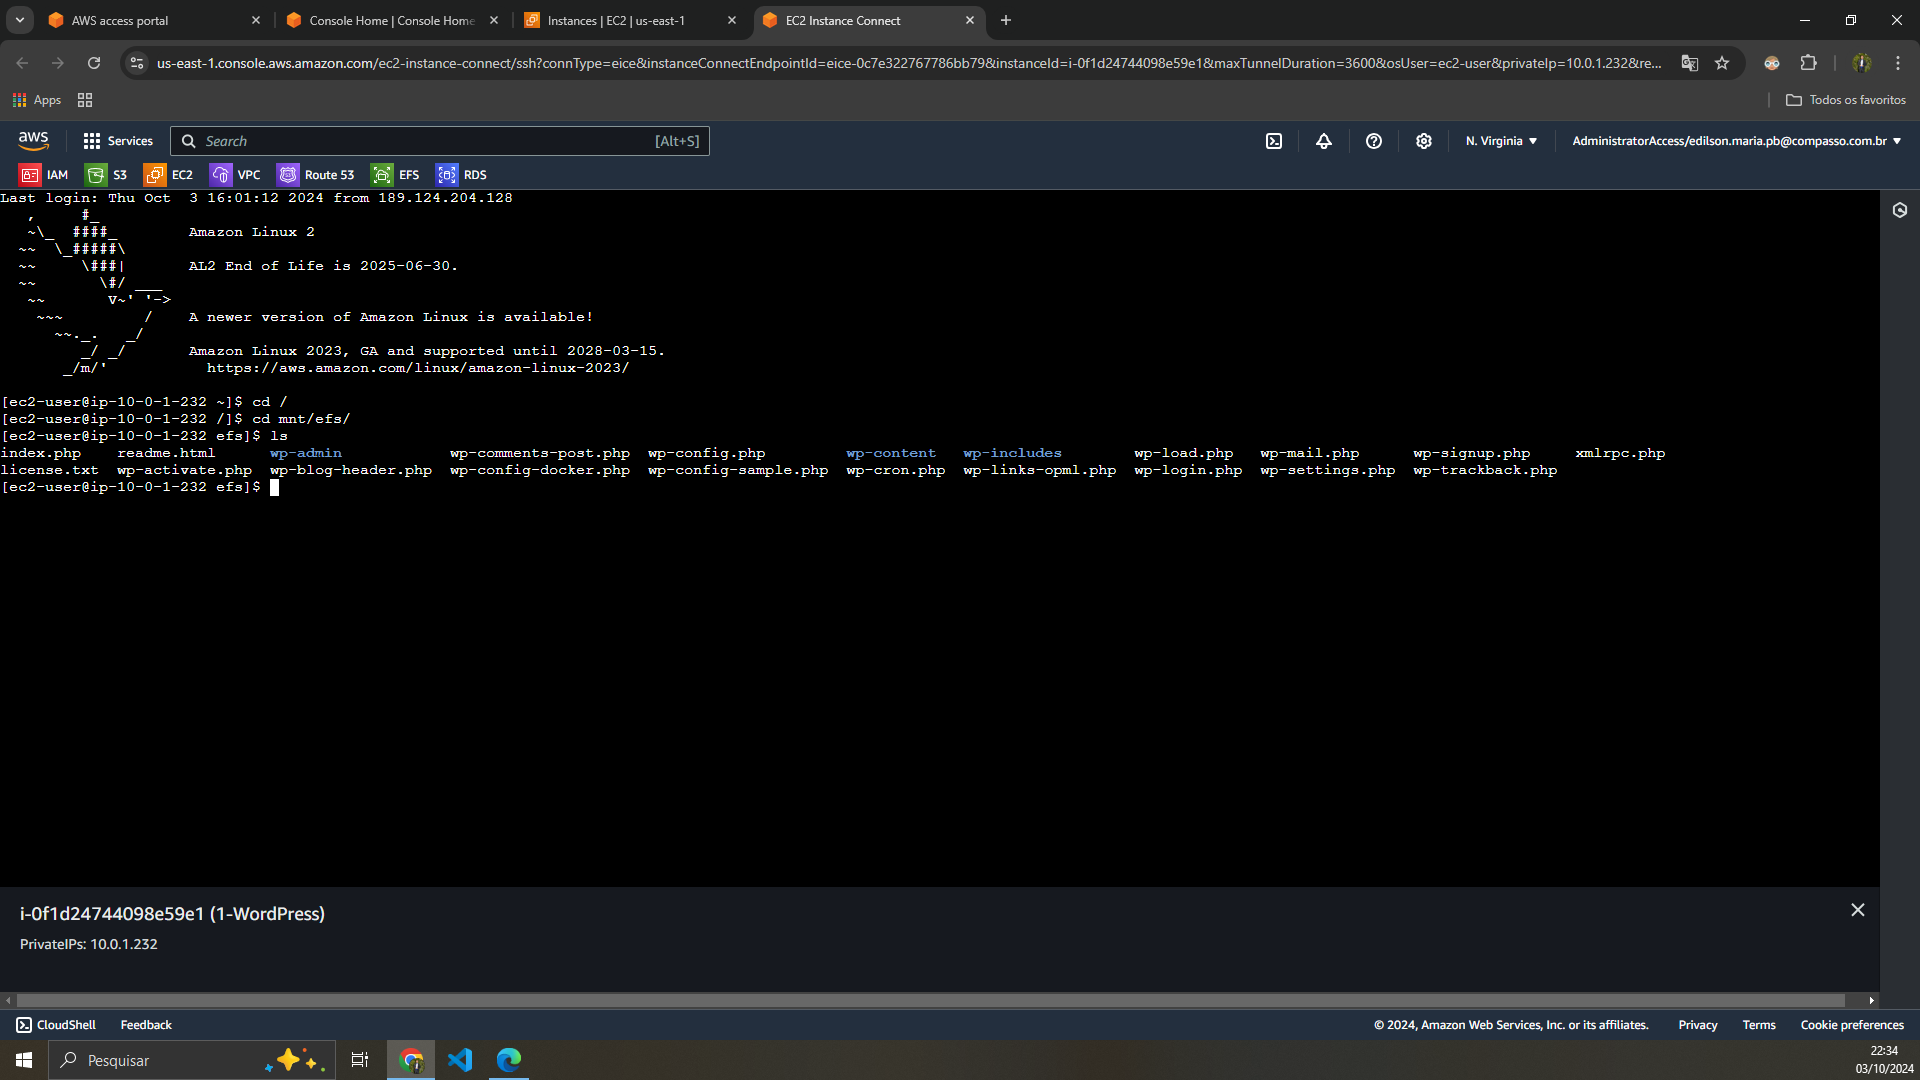 AWS access portal
Console Home | Console Home
Instances | EC2 | us-east-1
EC2 Instance Connect
us-east-1.console.aws.amazon.com/ec2-instance-connect/ssh?connType=eice&instanceConnectEndpointId=eice-0c7e322767786bb79&instanceId=i-0f1d24744098e59e1&maxTunnelDuration=3600&osUser=ec2-user&privateIp=10.0.1.232&re...
Apps
Todos os favoritos
aws
Services
Search
[Alt+S]
N. Virginia
AdministratorAccess/edilson.maria.pb@compasso.com.br
IAM
S3
EC2
VPC
Route 53
EFS
RDS
Last login: Thu Oct  3 16:01:12 2024 from 189.124.204.128
   ,     #_
   ~\_  ####_        Amazon Linux 2
  ~~  \_#####\
  ~~     \###|       AL2 End of Life is 2025-06-30.
  ~~       \#/ ___
   ~~       V~' '->
    ~~~         /    A newer version of Amazon Linux is available!
      ~~._.   _/
         _/ _/       Amazon Linux 2023, GA and supported until 2028-03-15.
       _/m/'           https://aws.amazon.com/linux/amazon-linux-2023/
[ec2-user@ip-10-0-1-232 ~]$ cd /
[ec2-user@ip-10-0-1-232 /]$ cd mnt/efs/
[ec2-user@ip-10-0-1-232 efs]$ ls
index.php    readme.html      wp-admin            wp-comments-post.php  wp-config.php         wp-content   wp-includes        wp-load.php   wp-mail.php      wp-signup.php     xmlrpc.php
license.txt  wp-activate.php  wp-blog-header.php  wp-config-docker.php  wp-config-sample.php  wp-cron.php  wp-links-opml.php  wp-login.php  wp-settings.php  wp-trackback.php
[ec2-user@ip-10-0-1-232 efs]$
i-0f1d24744098e59e1 (1-WordPress)
PrivateIPs: 10.0.1.232
CloudShell
Feedback
© 2024, Amazon Web Services, Inc. or its affiliates.
Privacy
Terms
Cookie preferences
Pesquisar
22:34
03/10/2024